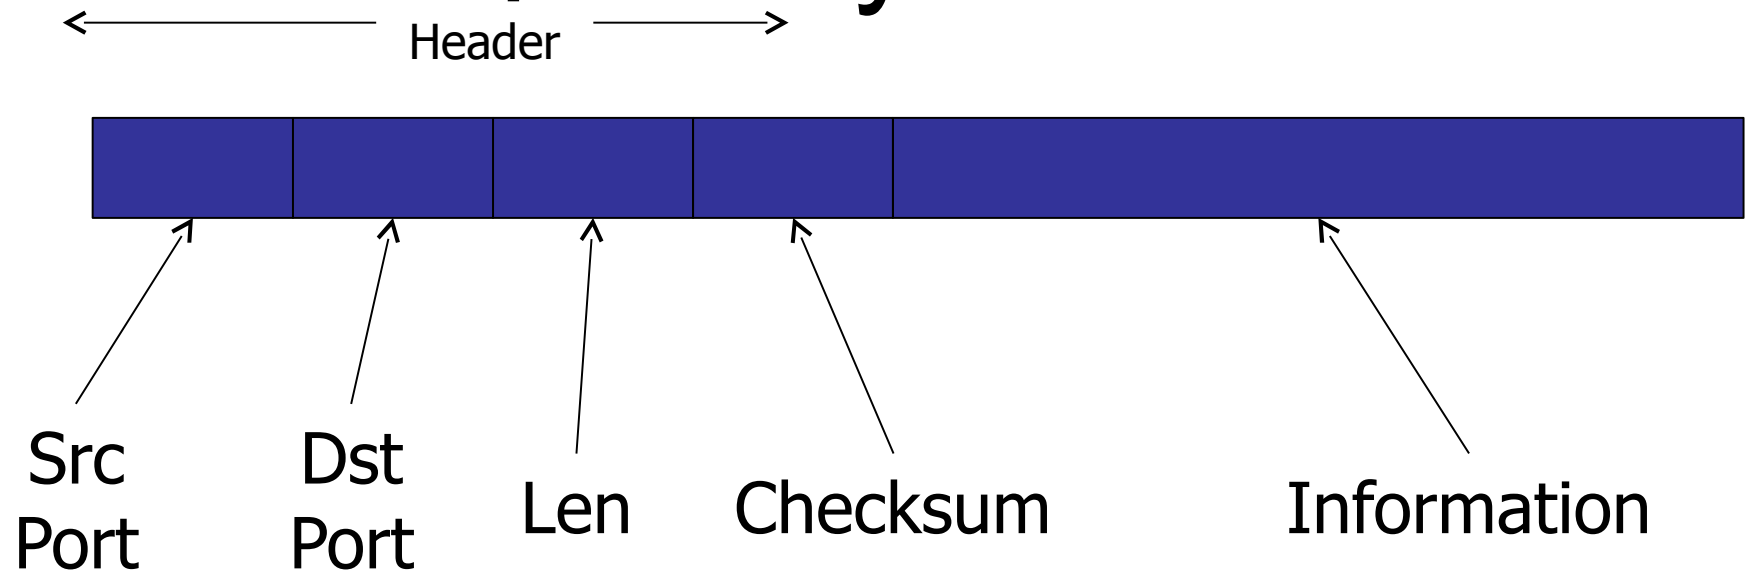 Header
Src
Port
Dst
Port
Len
Checksum
Information